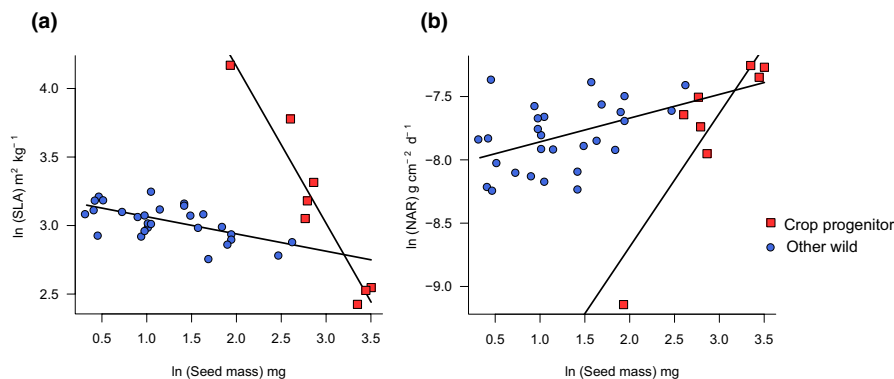 (a)
(b)
ln (SLA) m² kg⁻¹
4.0
3.5
3.0
2.5
0.5 1.0 1.5 2.0 2.5 3.0 3.5
ln (Seed mass) mg
ln (NAR) g cm⁻² d⁻¹
−7.5
−8.0
−8.5
−9.0
0.5 1.0 1.5 2.0 2.5 3.0 3.5
ln (Seed mass) mg
Crop progenitor
Other wild